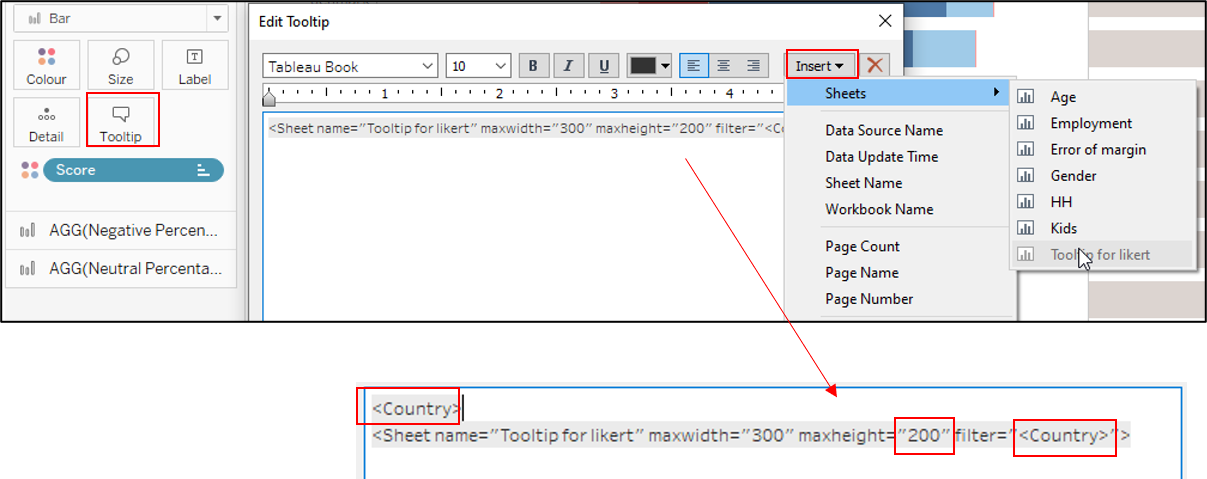 Bar
Edit Tooltip
Colour
Size
Label
Detail
Tooltip
Score
AGG(Negative Percen...
AGG(Neutral Percenta...
Tableau Book
10
B
I
U
Insert
1
2
3
4
<Sheet name="Tooltip for likert" maxwidth="300" maxheight="200" filter="<Co
Sheets
Data Source Name
Data Update Time
Sheet Name
Workbook Name
Page Count
Page Name
Page Number
Age
Employment
Error of margin
Gender
HH
Kids
Tooltip for likert
<Country>
<Sheet name="Tooltip for likert" maxwidth="300" maxheight="200" filter="<Country>">